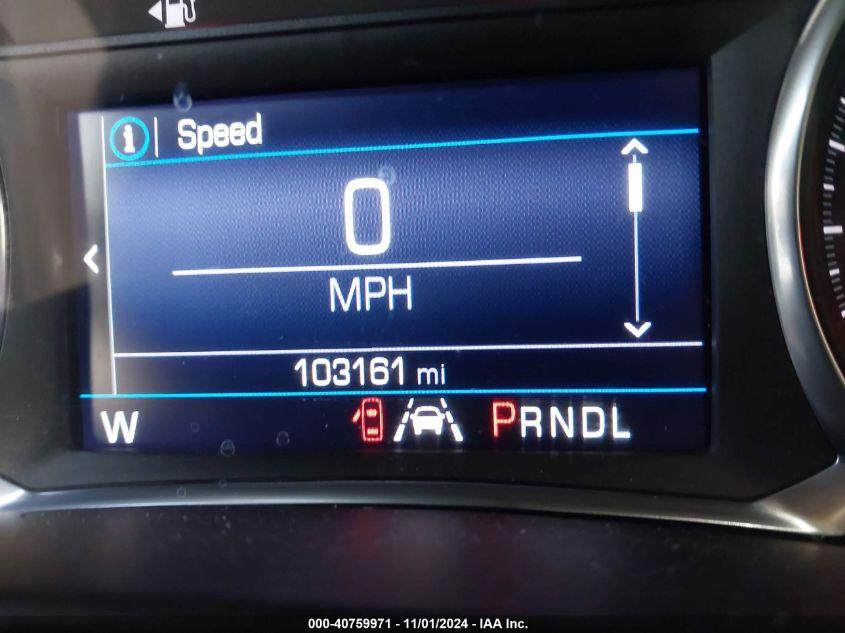 Speed
0
MPH
103161 mi
W PRNDL
000-40759971 - 11/01/2024 - IAA Inc.